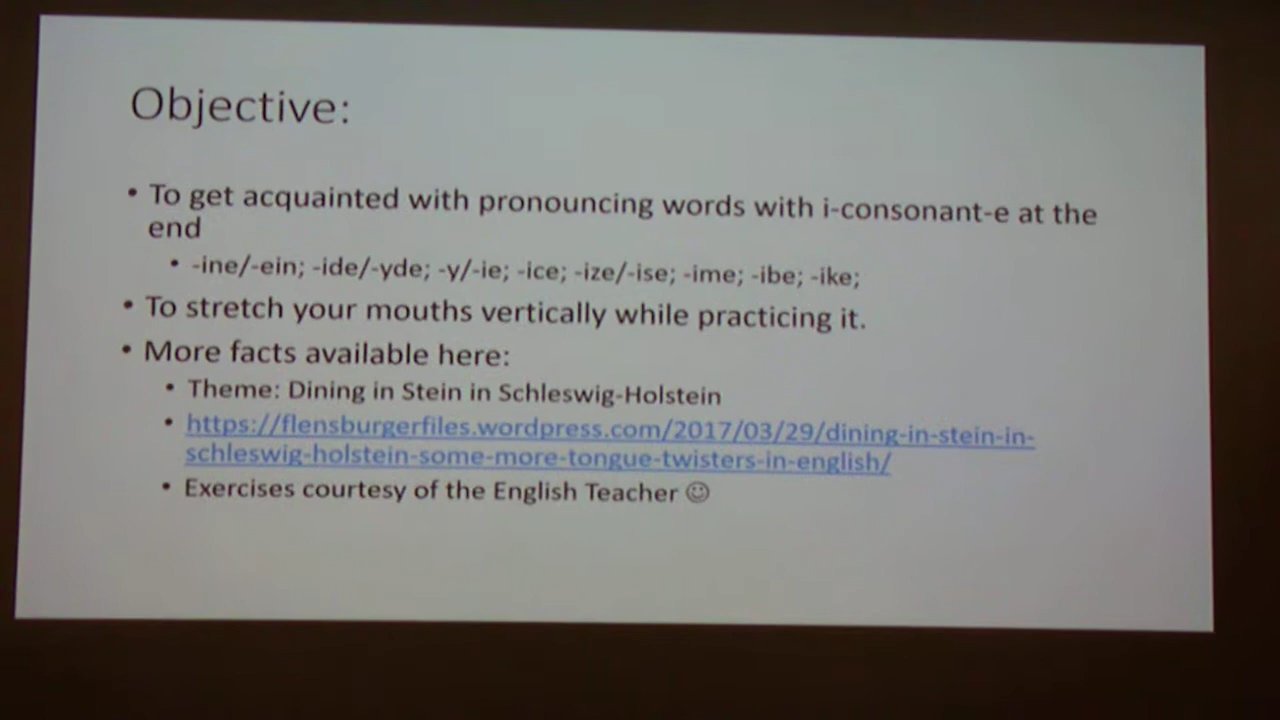 Objective:
• To get acquainted with pronouncing words with i-consonant-e at the
end
• -ine/-ein; -ide/-yde; -y/-ie; -ice; -ize/-ise; -ime; -ibe; -ike;
• To stretch your mouths vertically while practicing it.
• More facts available here:
• Theme: Dining in Stein in Schleswig-Holstein
• https://flensburgerfiles.wordpress.com/2017/03/29/dining-in-stein-in-
schleswig-holstein-some-more-tongue-twisters-in-english/
• Exercises courtesy of the English Teacher ☺